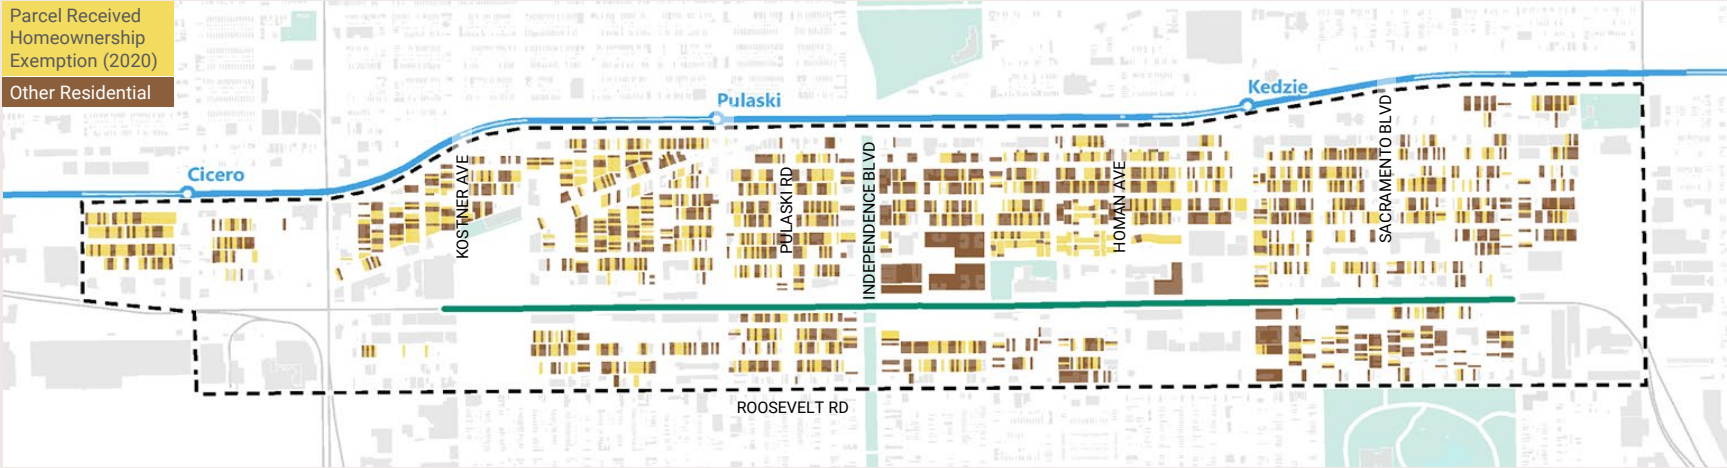 Parcel Received
Homeownership
Exemption (2020)
Other Residential
Cicero
Pulaski
Kedzie
KOSTNER AVE
PULASKI RD
INDEPENDENCE BLVD
HOMAN AVE
SACRAMENTO BLVD
ROOSEVELT RD